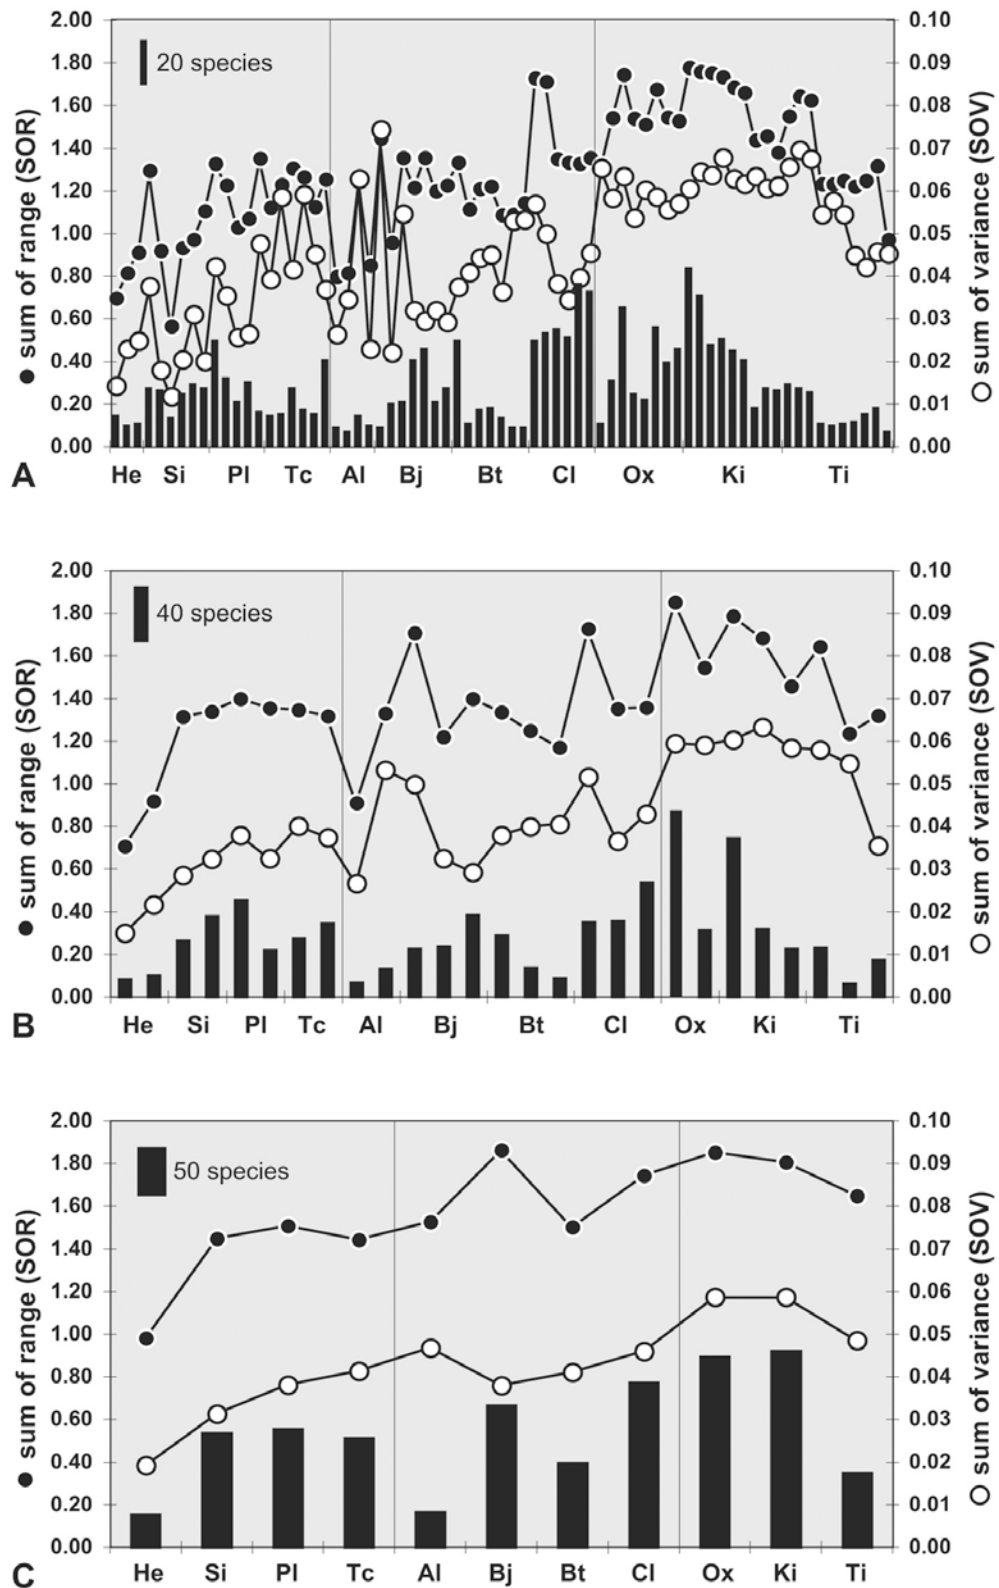 2.00 0.10
1.80 0.09
20 species
1.60 0.08
1.40 0.07
1.20 0.06
1.00 0.05
0.80 0.04
0.60 0.03
0.40 0.02
0.20 0.01
0.00 0.00
sum of range (SOR)
sum of variance (SOV)
He Si Pl Tc Al Bj Bt Cl Ox Ki Ti
A
2.00 0.10
1.80 0.09
40 species
1.60 0.08
1.40 0.07
1.20 0.06
1.00 0.05
0.80 0.04
0.60 0.03
0.40 0.02
0.20 0.01
0.00 0.00
sum of range (SOR)
sum of variance (SOV)
He Si Pl Tc Al Bj Bt Cl Ox Ki Ti
B
2.00 0.10
1.80 0.09
50 species
1.60 0.08
1.40 0.07
1.20 0.06
1.00 0.05
0.80 0.04
0.60 0.03
0.40 0.02
0.20 0.01
0.00 0.00
sum of range (SOR)
sum of variance (SOV)
He Si Pl Tc Al Bj Bt Cl Ox Ki Ti
C